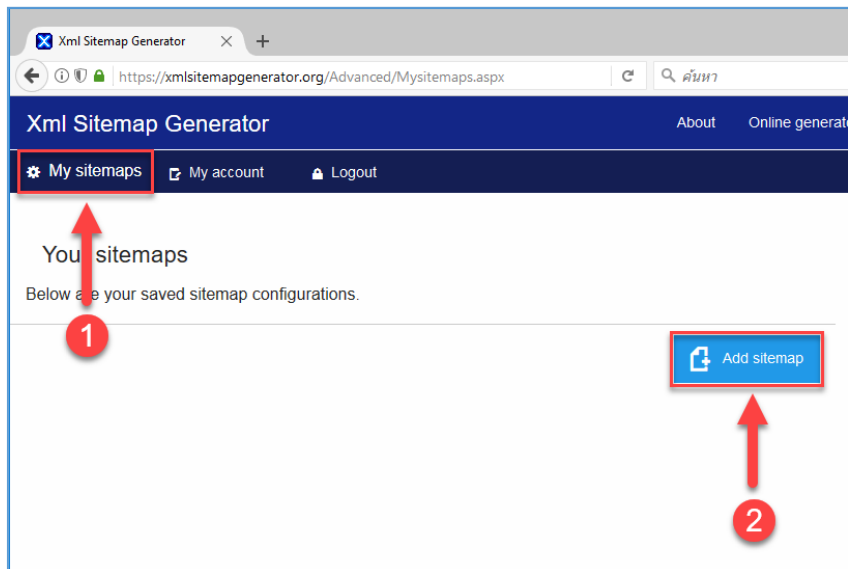 Xml Sitemap Generator
https://xmlsitemapgenerator.org/Advanced/Mysitemaps.aspx
ค้นหา
Xml Sitemap Generator
About
Online generato
My sitemaps
My account
Logout
Your sitemaps
Below are your saved sitemap configurations.
1
Add sitemap
2